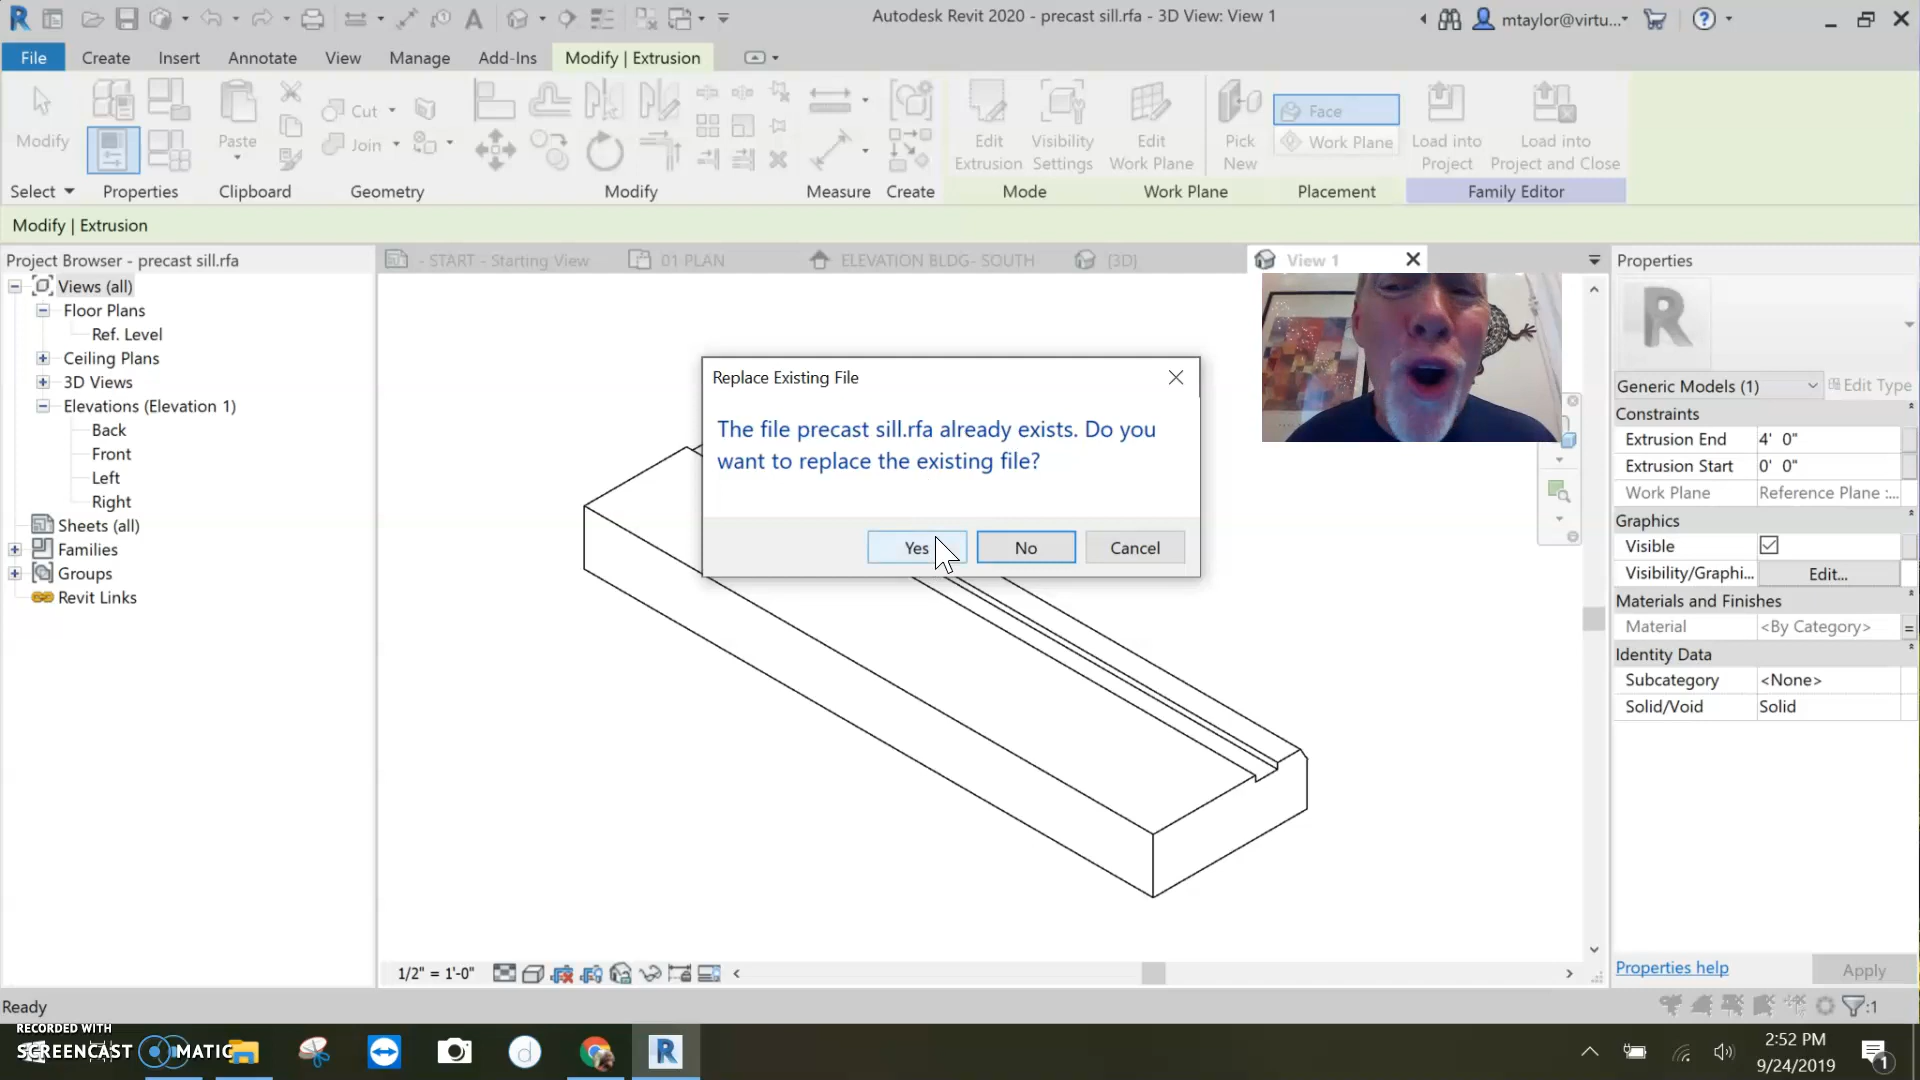 Autodesk Revit 2020 - precast sill.rfa - 3D View: View 1
mtaylor@virtu...
File
Create
Insert
Annotate
View
Manage
Add-Ins
Modify | Extrusion
Modify
Paste
Cut
Join
Edit
Extrusion
Visibility
Settings
Edit
Work Plane
Pick
New
Face
Work Plane
Load into
Project
Load into
Project and Close
Select
Properties
Clipboard
Geometry
Modify
Measure
Create
Mode
Work Plane
Placement
Family Editor
Modify | Extrusion
Project Browser - precast sill.rfa
- START - Starting View
01 PLAN
ELEVATION BLDG- SOUTH
{3D}
View 1
Properties
Views (all)
Floor Plans
Ref. Level
Ceiling Plans
3D Views
Elevations (Elevation 1)
Back
Front
Left
Right
Sheets (all)
Families
Groups
Revit Links
Replace Existing File
The file precast sill.rfa already exists. Do you
want to replace the existing file?
Yes
No
Cancel
Generic Models (1)
Edit Type
Constraints
Extrusion End
4' 0"
Extrusion Start
0' 0"
Work Plane
Reference Plane :...
Graphics
Visible
Visibility/Graphi...
Edit...
Materials and Finishes
Material
<By Category>
Identity Data
Subcategory
<None>
Solid/Void
Solid
Properties help
Apply
1/2" = 1'-0"
Ready
:1
RECORDED WITH
SCREENCAST MATIC
2:52 PM
9/24/2019
1